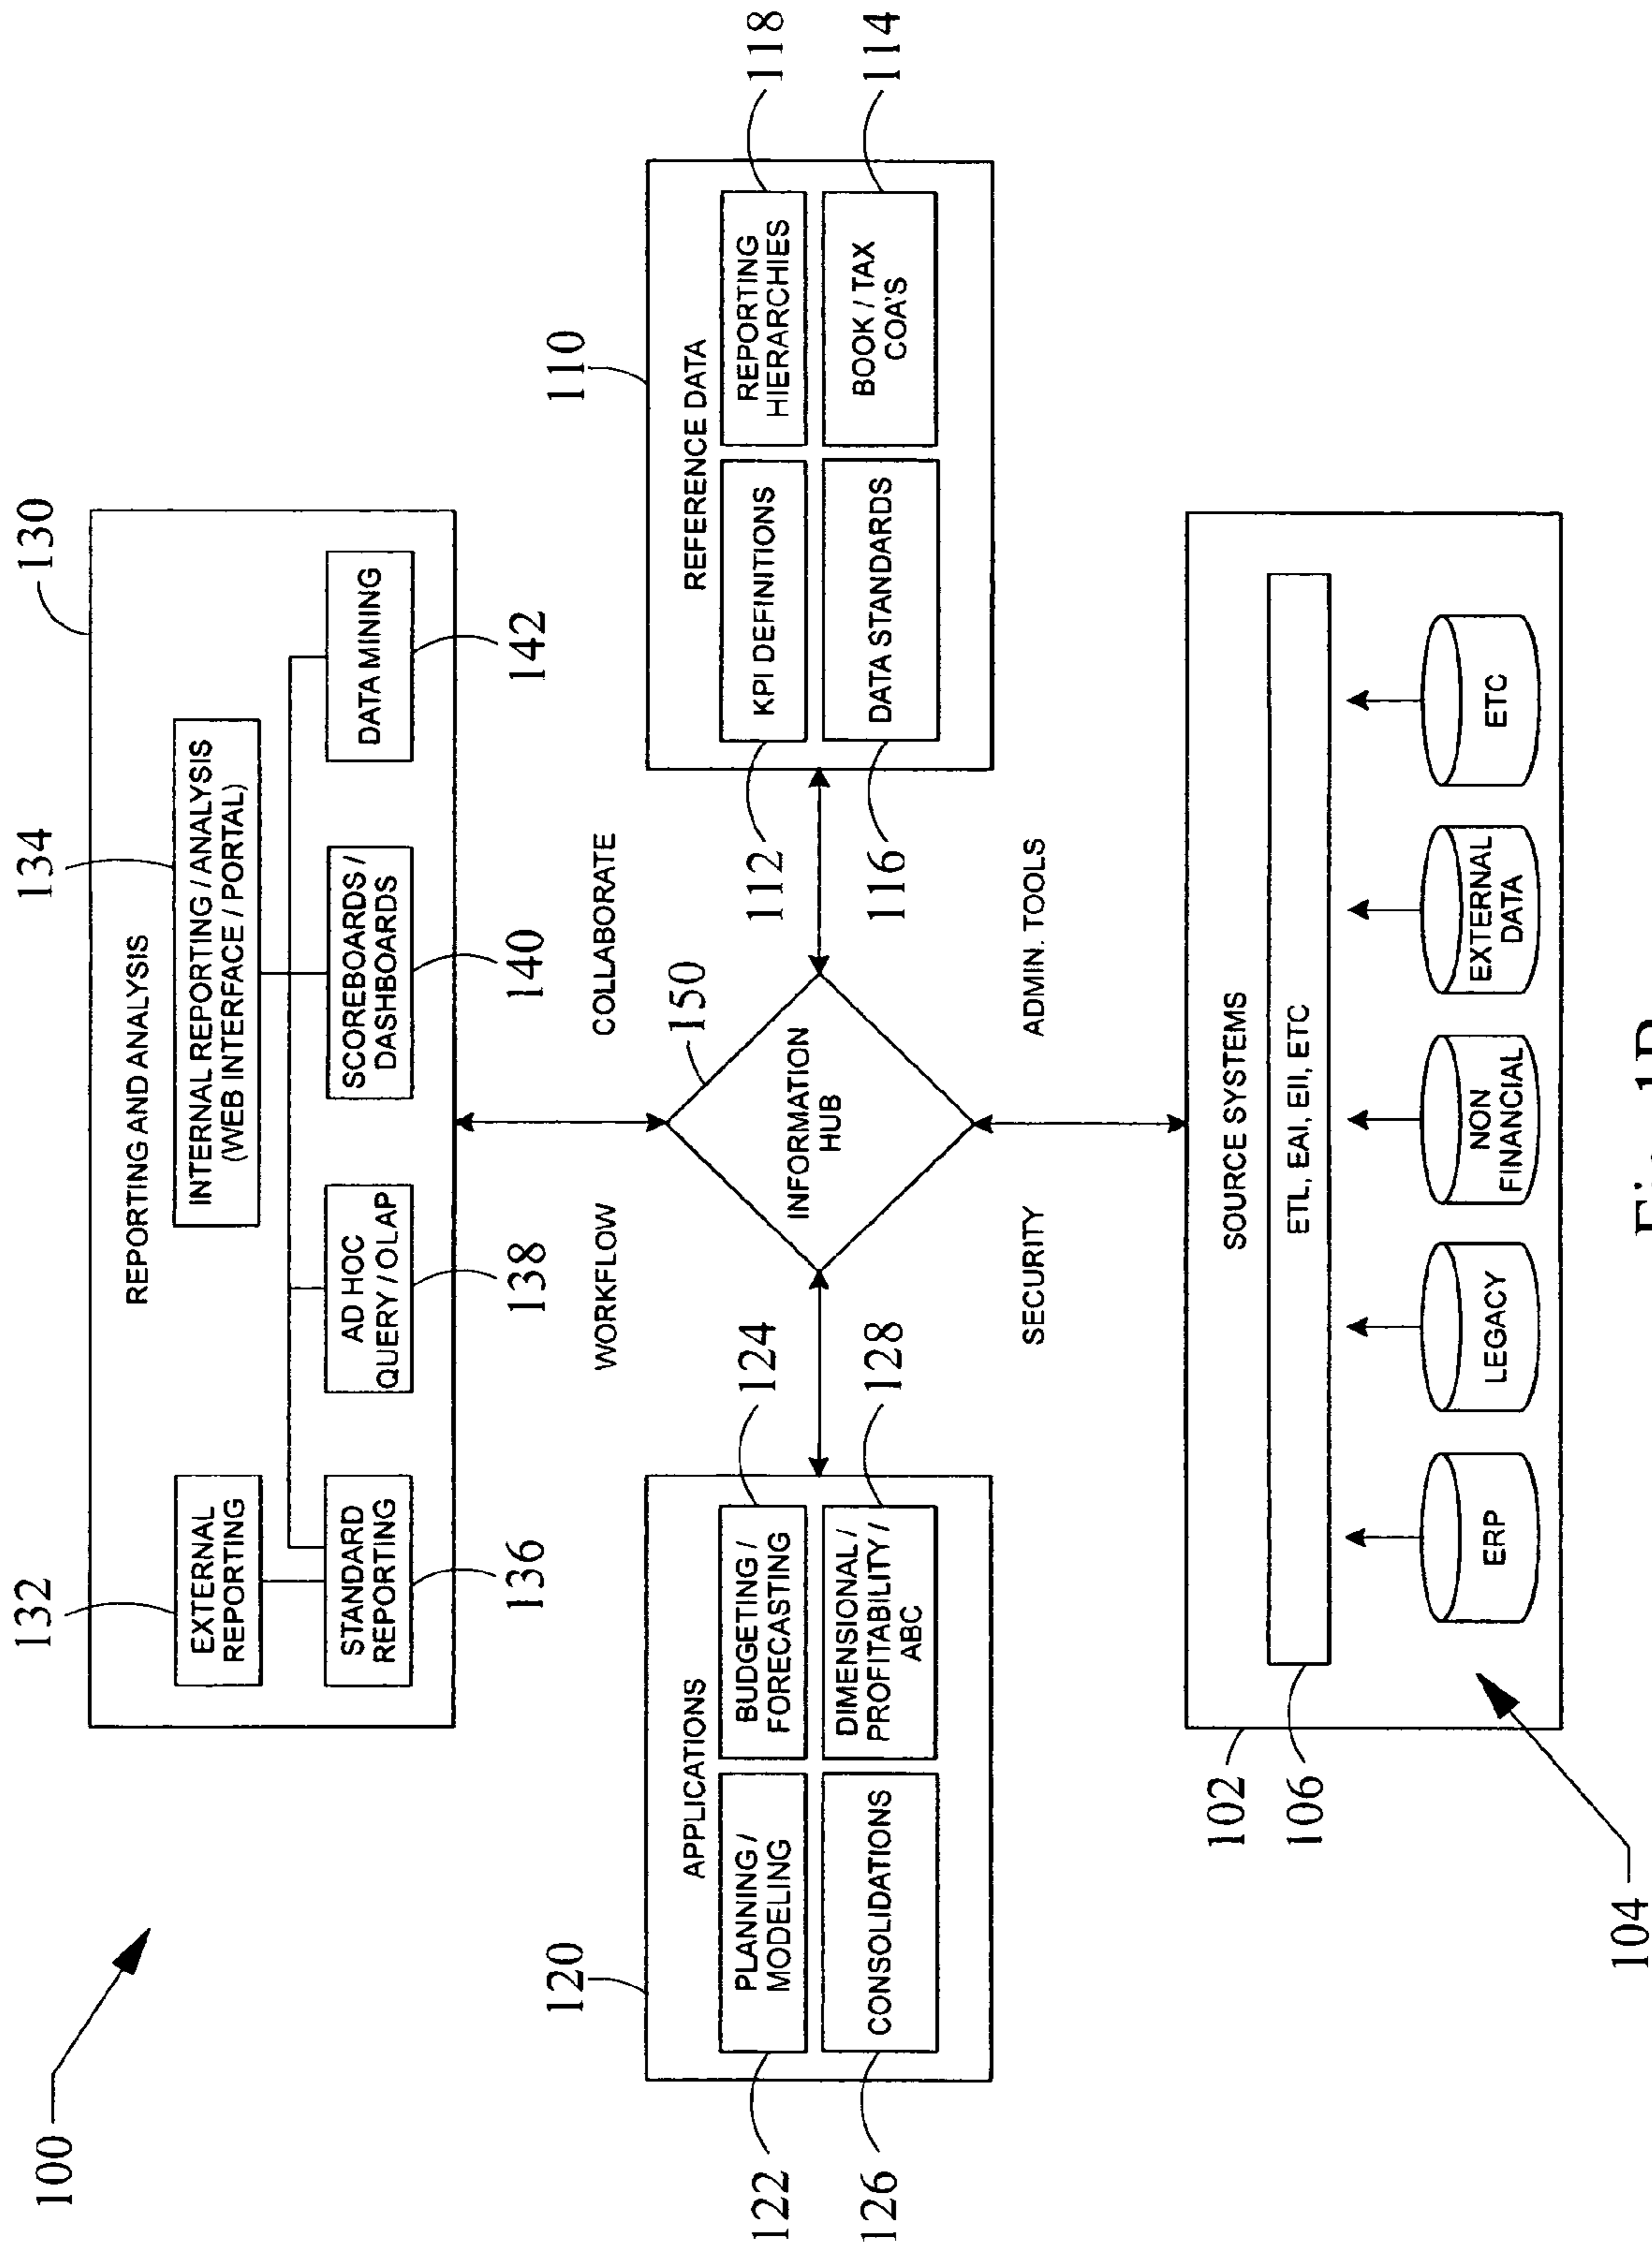 100
130
REPORTING AND ANALYSIS
132
134
EXTERNAL
REPORTING
INTERNAL REPORTING / ANALYSIS
(WEB INTERFACE / PORTAL)
STANDARD
REPORTING
AD HOC
QUERY / OLAP
SCOREBOARDS /
DASHBOARDS
DATA MINING
136
138
140
142
WORKFLOW
COLLABORATE
120
APPLICATIONS
PLANNING /
MODELING
BUDGETING /
FORECASTING
CONSOLIDATIONS
DIMENSIONAL /
PROFITABILITY /
ABC
122
124
126
128
150
INFORMATION
HUB
110
REFERENCE DATA
KPI DEFINITIONS
REPORTING
HIERARCHIES
DATA STANDARDS
BOOK / TAX
COA'S
112
118
116
114
SECURITY
ADMIN. TOOLS
102
SOURCE SYSTEMS
106
ETL, EAI, EII, ETC
ERP
LEGACY
NON
FINANCIAL
EXTERNAL
DATA
ETC
104